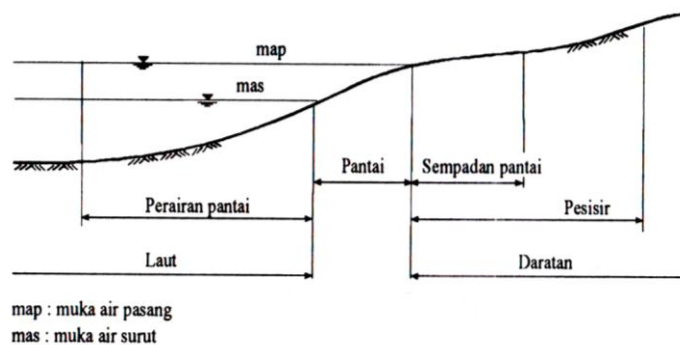 map
mas
Pantai
Sempadan pantai
Perairan pantai
Pesisir
Laut
Daratan
map : muka air pasang
mas : muka air surut